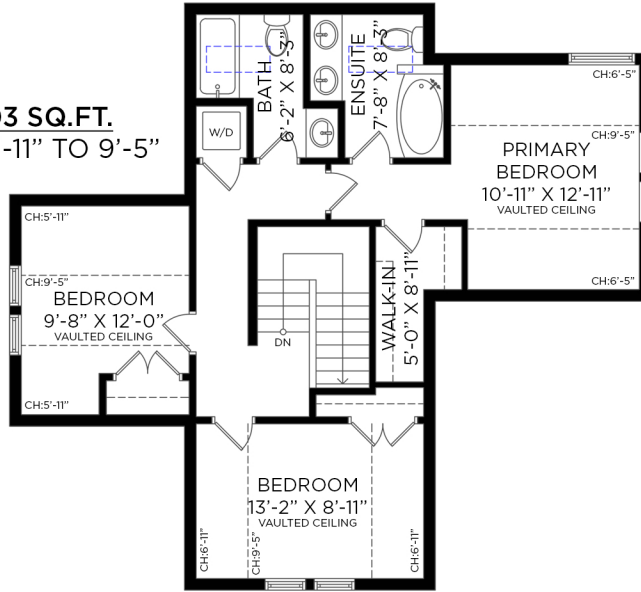 03 SQ.FT.
-11" TO 9'-5"
BATH
6'-2" X 8'-3"
ENSUITE
7'-8" X 8'-3"
W/D
CH:6'-5"
CH:9'-5"
PRIMARY
BEDROOM
10'-11" X 12'-11"
VAULTED CEILING
CH:6'-5"
CH:5'-11"
CH:9'-5"
BEDROOM
9'-8" X 12'-0"
VAULTED CEILING
CH:5'-11"
DN
WALK-IN
5'-0" X 8'-11"
BEDROOM
13'-2" X 8'-11"
VAULTED CEILING
CH:6'-11"
CH:9'-5"
CH:6'-11"